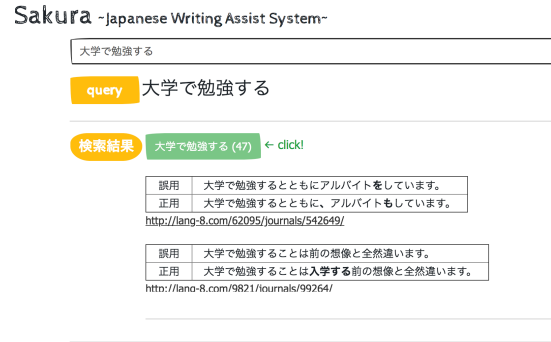 Sakura ~Japanese Writing Assist System~
大学で勉強する
query 大学で勉強する
検索結果 大学で勉強する (47) ← click!
誤用 大学で勉強するとともにアルバイトをしています。
正用 大学で勉強するとともに、アルバイトもしています。
http://lang-8.com/62095/journals/542649/
誤用 大学で勉強することは前の想像と全然違います。
正用 大学で勉強することは入学する前の想像と全然違います。
http://lang-8.com/9821/journals/99264/